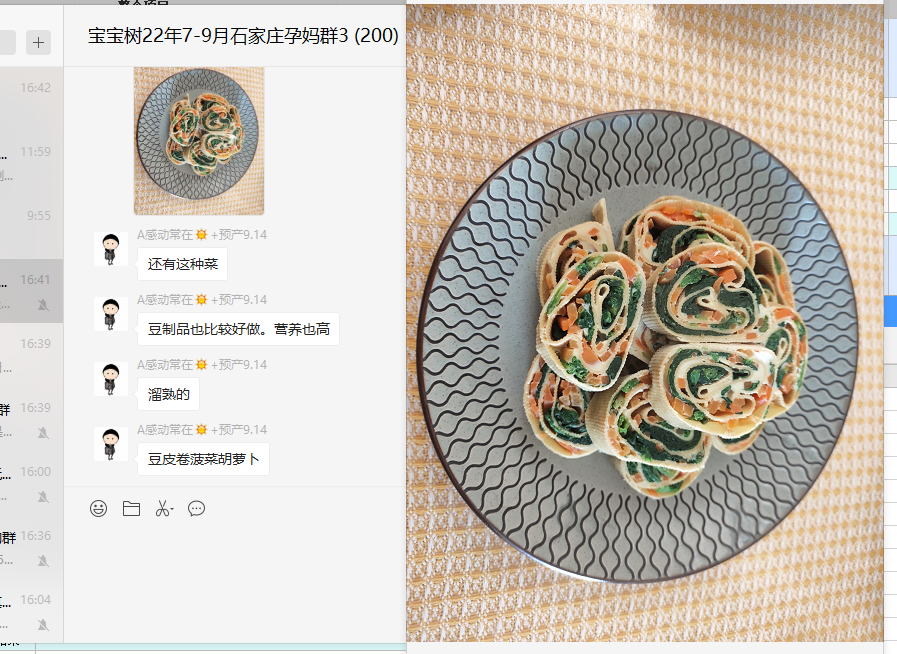 宝宝树22年7-9月石家庄孕妈群3 (200)
16:42
11:59
9:55
16:41
16:39
16:39
群
16:00
16:36
群
16:04
A感动常在💥+预产9.14
还有这种菜
A感动常在💥+预产9.14
豆制品也比较好做。营养也高
A感动常在💥+预产9.14
溜熟的
A感动常在💥+预产9.14
豆皮卷菠菜胡萝卜